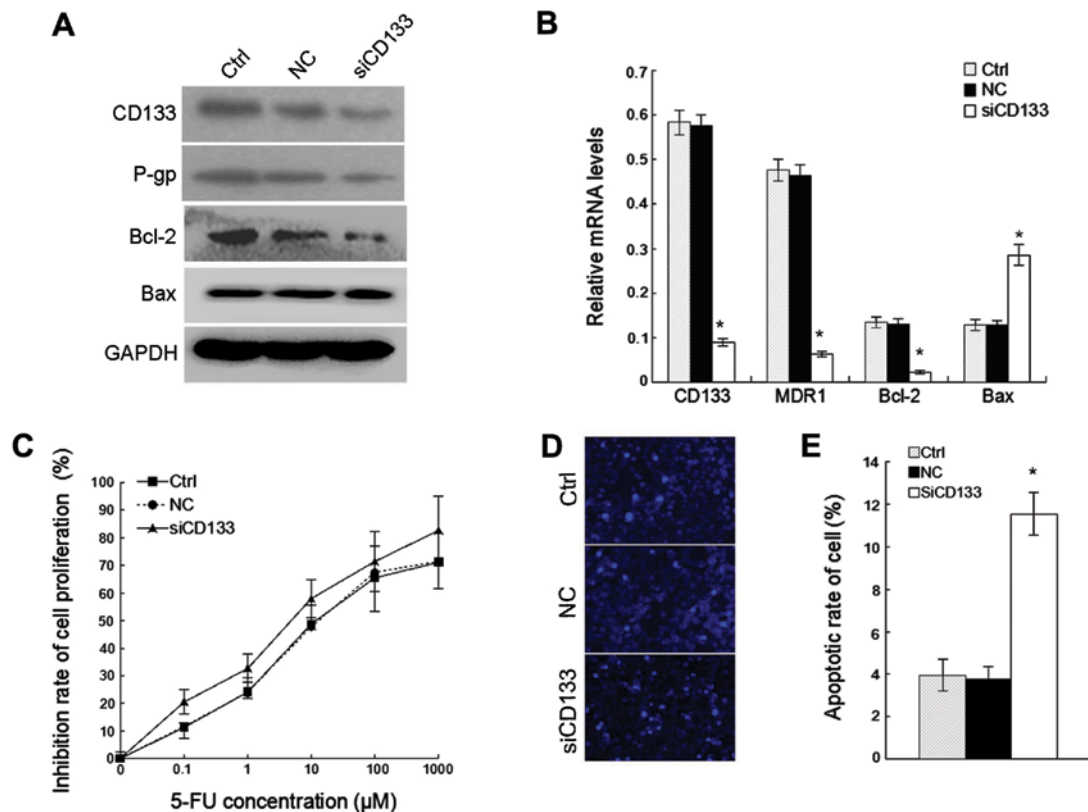 A
Ctrl NC siCD133
CD133
P-gp
Bcl-2
Bax
GAPDH
B
Relative mRNA levels
0.7
0.6
0.5
0.4
0.3
0.2
0.1
0
Ctrl
NC
siCD133
*
*
*
*
CD133 MDR1 Bcl-2 Bax
C
Inhibition rate of cell proliferation (%)
100
90
80
70
60
50
40
30
20
10
0
Ctrl
NC
siCD133
0 0.1 1 10 100 1000
5-FU concentration (μM)
D
Ctrl
NC
siCD133
E
Apoptotic rate of cell (%)
14
12
10
8
6
4
2
0
Ctrl
NC
SiCD133
*